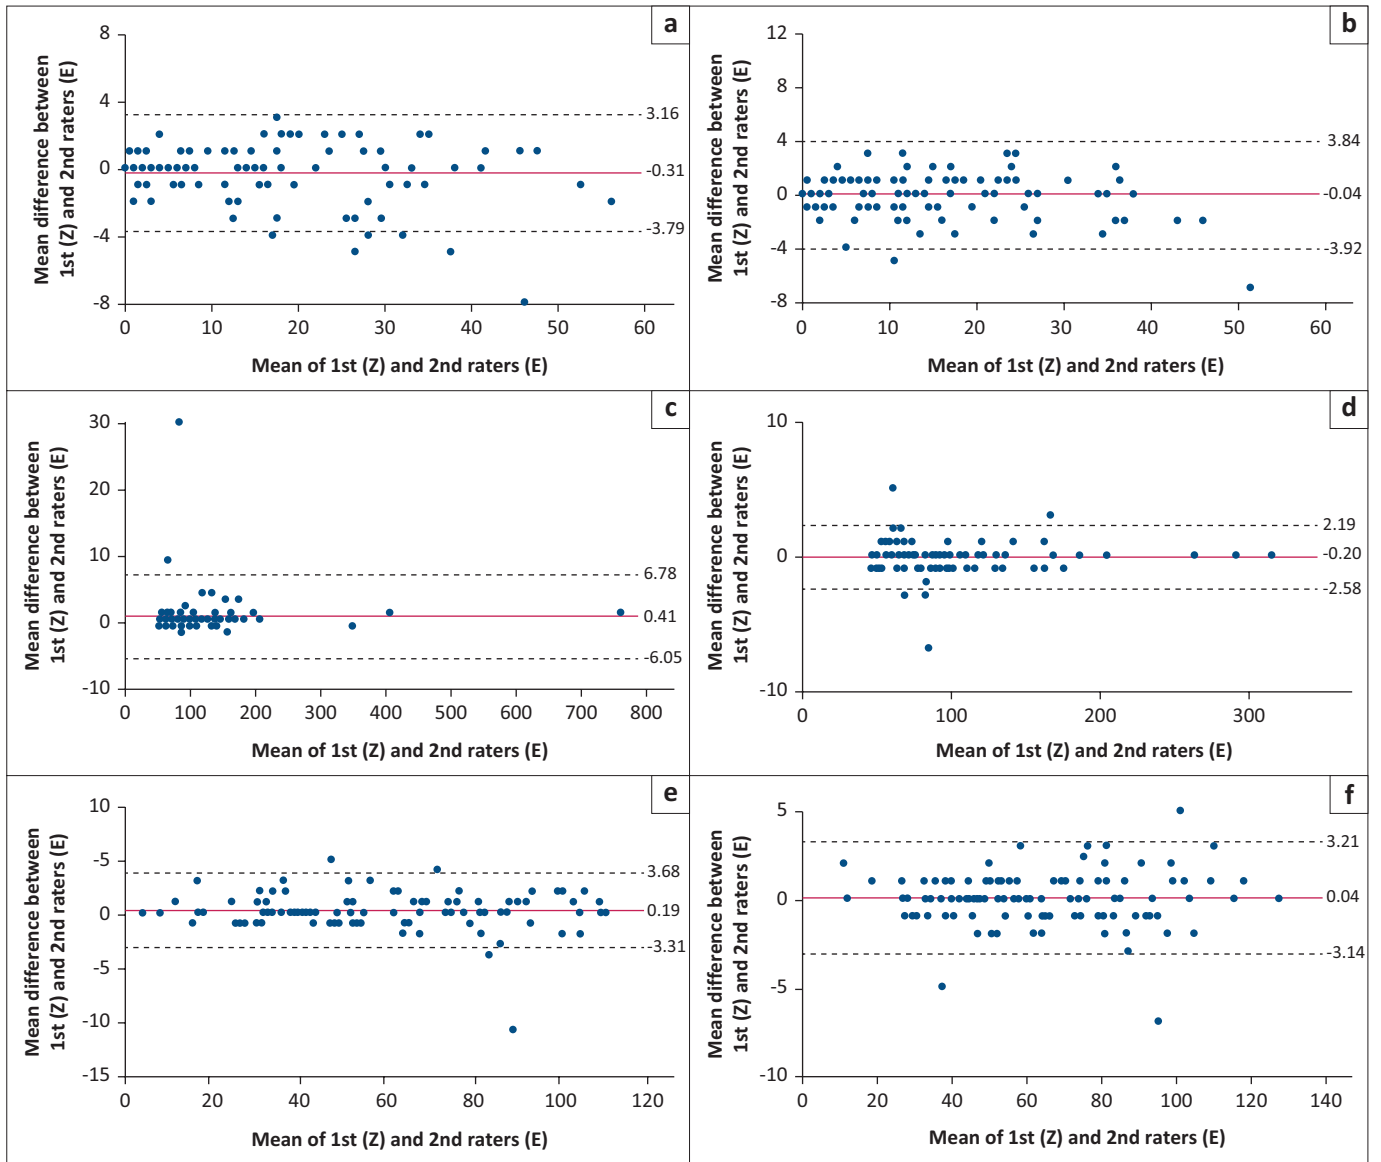 a
8
4
0
-4
-8
3.16
-0.31
-3.79
0 10 20 30 40 50 60
Mean difference between
1st (Z) and 2nd raters (E)
Mean of 1st (Z) and 2nd raters (E)
b
12
8
4
0
-4
-8
3.84
-0.04
-3.92
0 10 20 30 40 50 60
Mean difference between
1st (Z) and 2nd raters (E)
Mean of 1st (Z) and 2nd raters (E)
c
30
20
10
0
-10
6.78
0.41
-6.05
0 100 200 300 400 500 600 700 800
Mean difference between
1st (Z) and 2nd raters (E)
Mean of 1st (Z) and 2nd raters (E)
d
10
0
-10
2.19
-0.20
-2.58
0 100 200 300
Mean difference between
1st (Z) and 2nd raters (E)
Mean of 1st (Z) and 2nd raters (E)
e
10
-5
0
-5
-10
-15
3.68
0.19
-3.31
0 20 40 60 80 100 120
Mean difference between
1st (Z) and 2nd raters (E)
Mean of 1st (Z) and 2nd raters (E)
f
5
0
-5
-10
3.21
0.04
-3.14
0 20 40 60 80 100 120 140
Mean difference between
1st (Z) and 2nd raters (E)
Mean of 1st (Z) and 2nd raters (E)